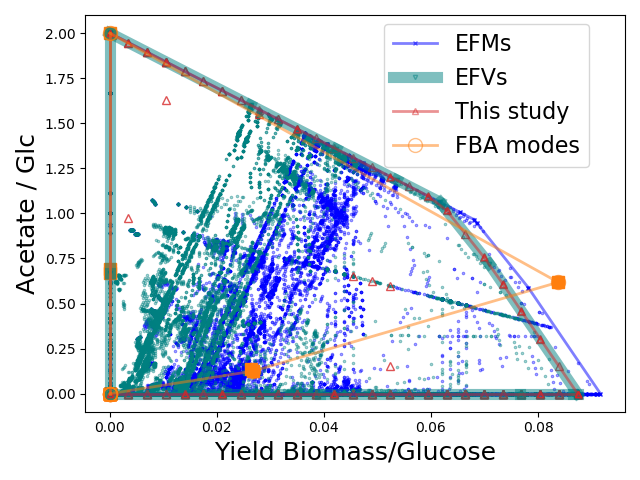 EFMs
EFVs
This study
FBA modes
2.00
1.75
1.50
1.25
1.00
0.75
0.50
0.25
0.00
Acetate / Glc
0.00 0.02 0.04 0.06 0.08
Yield Biomass/Glucose